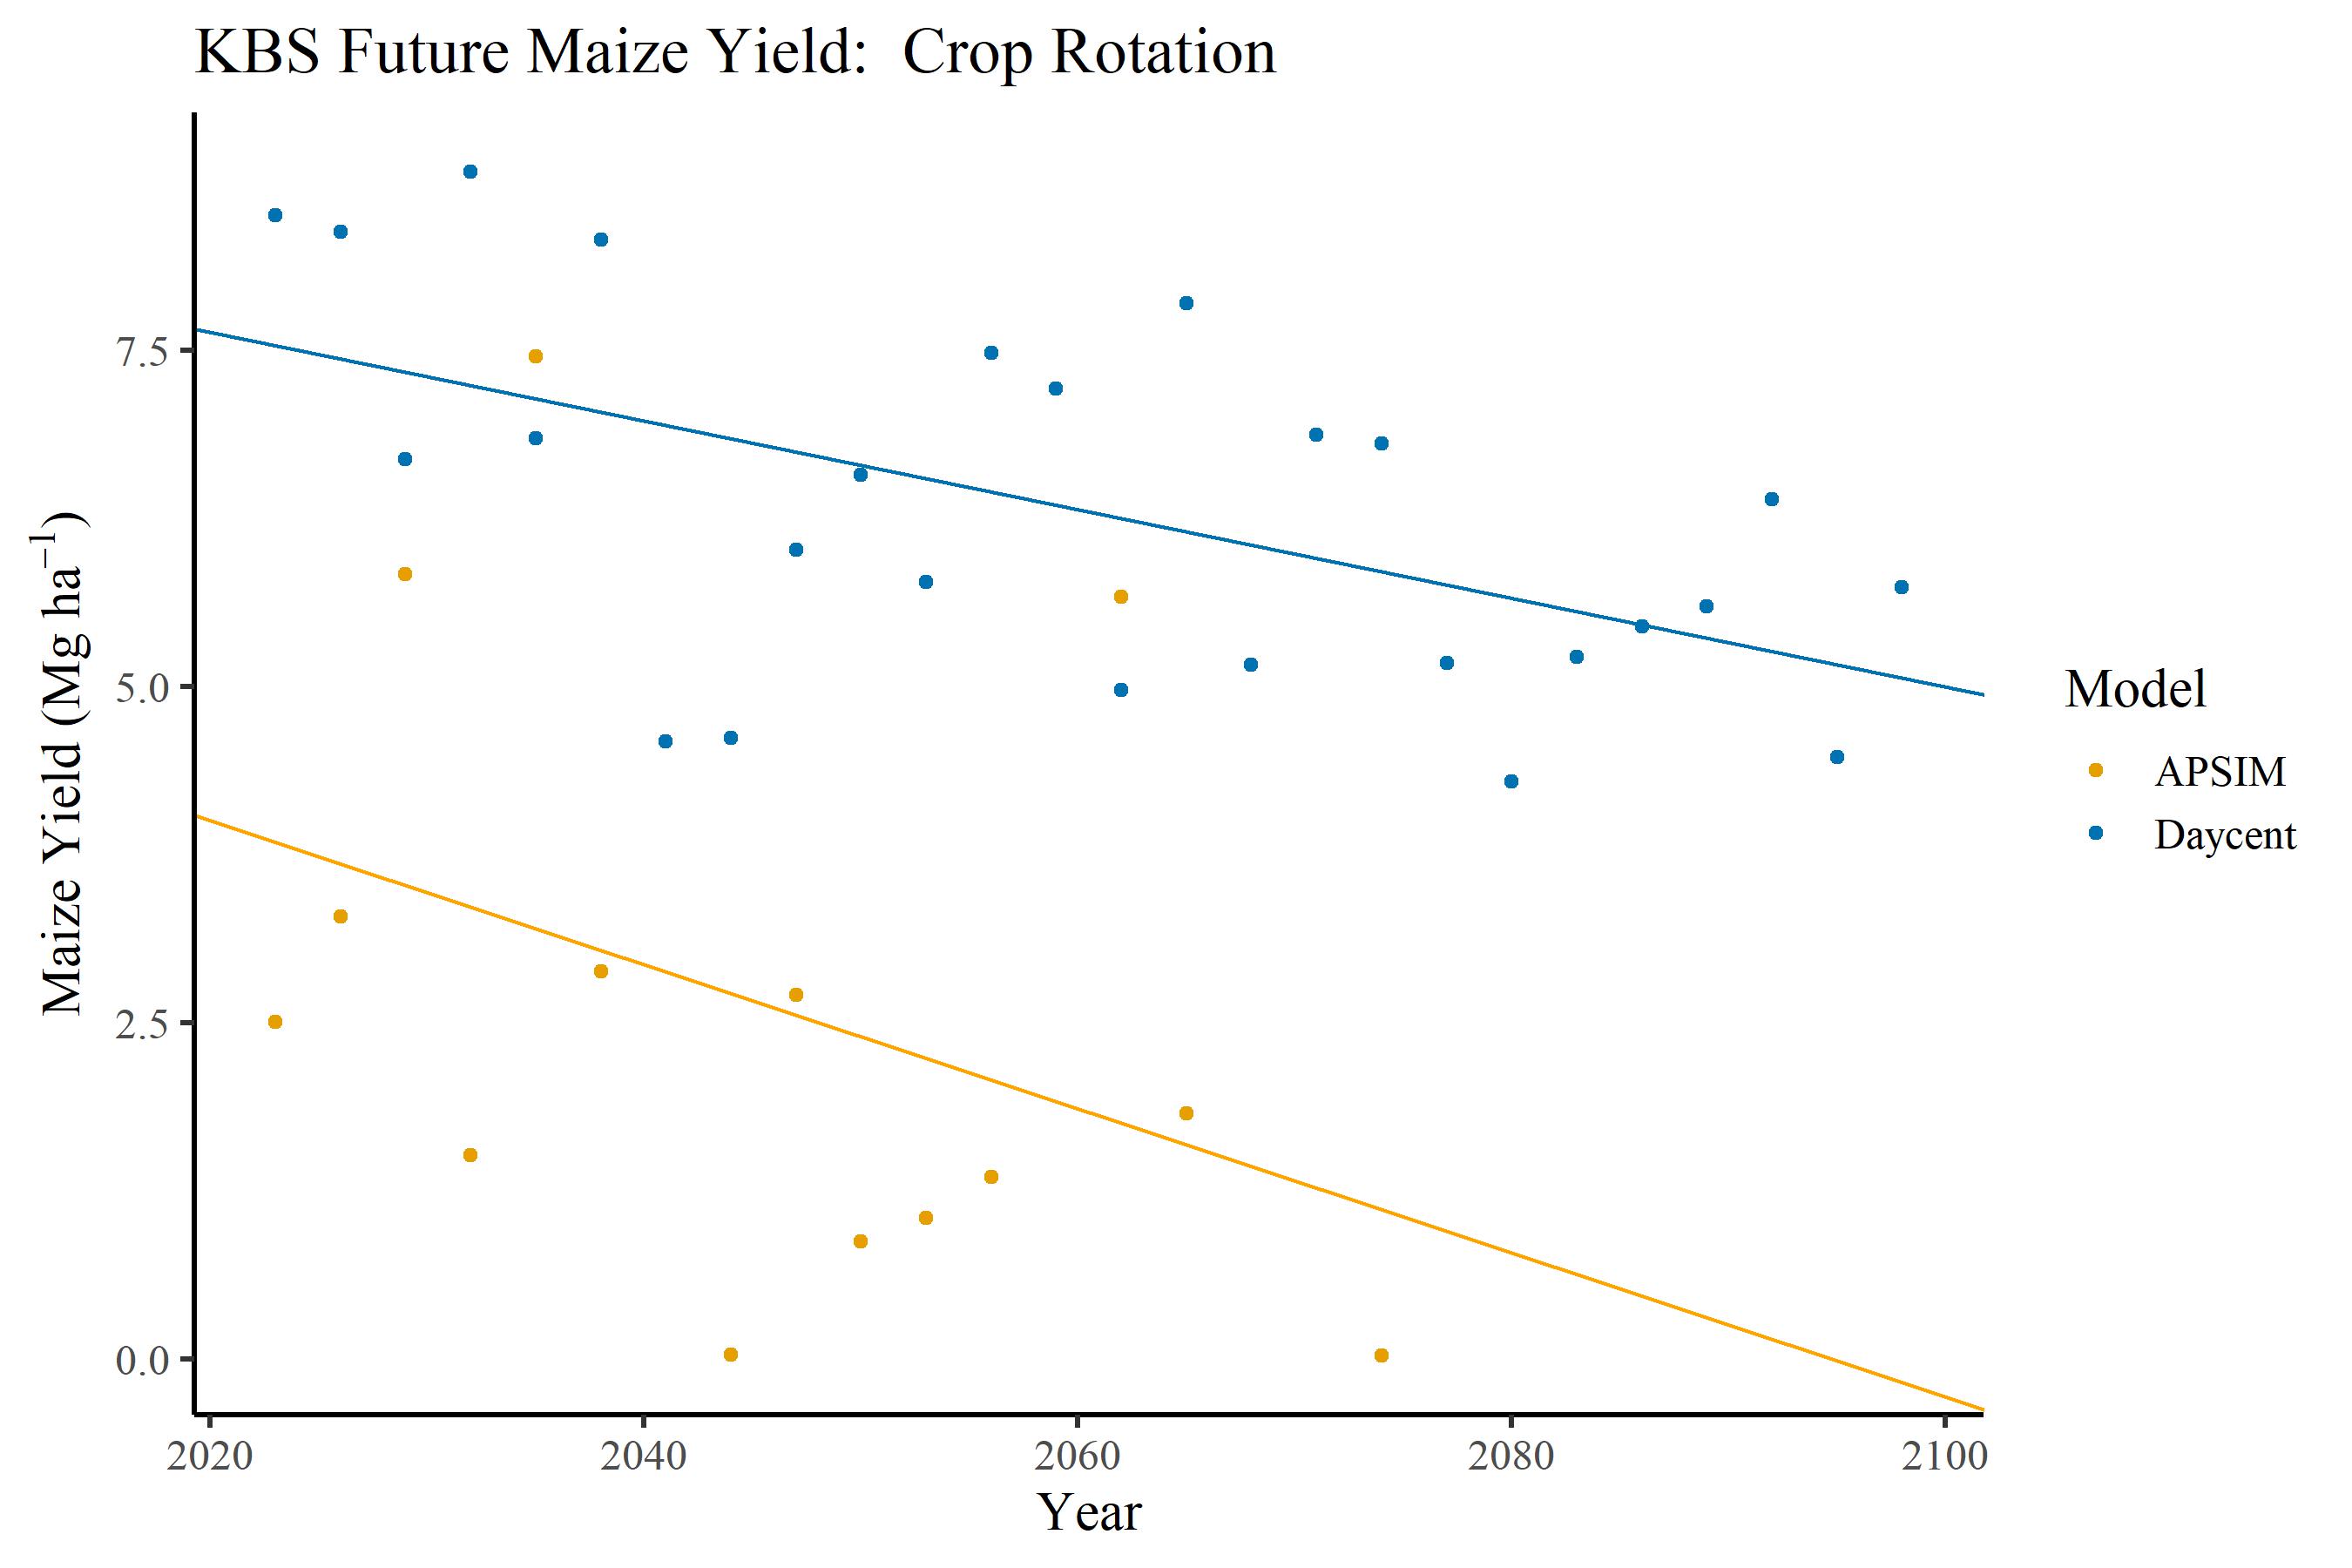 KBS Future Maize Yield:  Crop Rotation
Maize Yield (Mg ha⁻¹)
7.5
5.0
2.5
0.0
2020
2040
2060
2080
2100
Year
Model
APSIM
Daycent